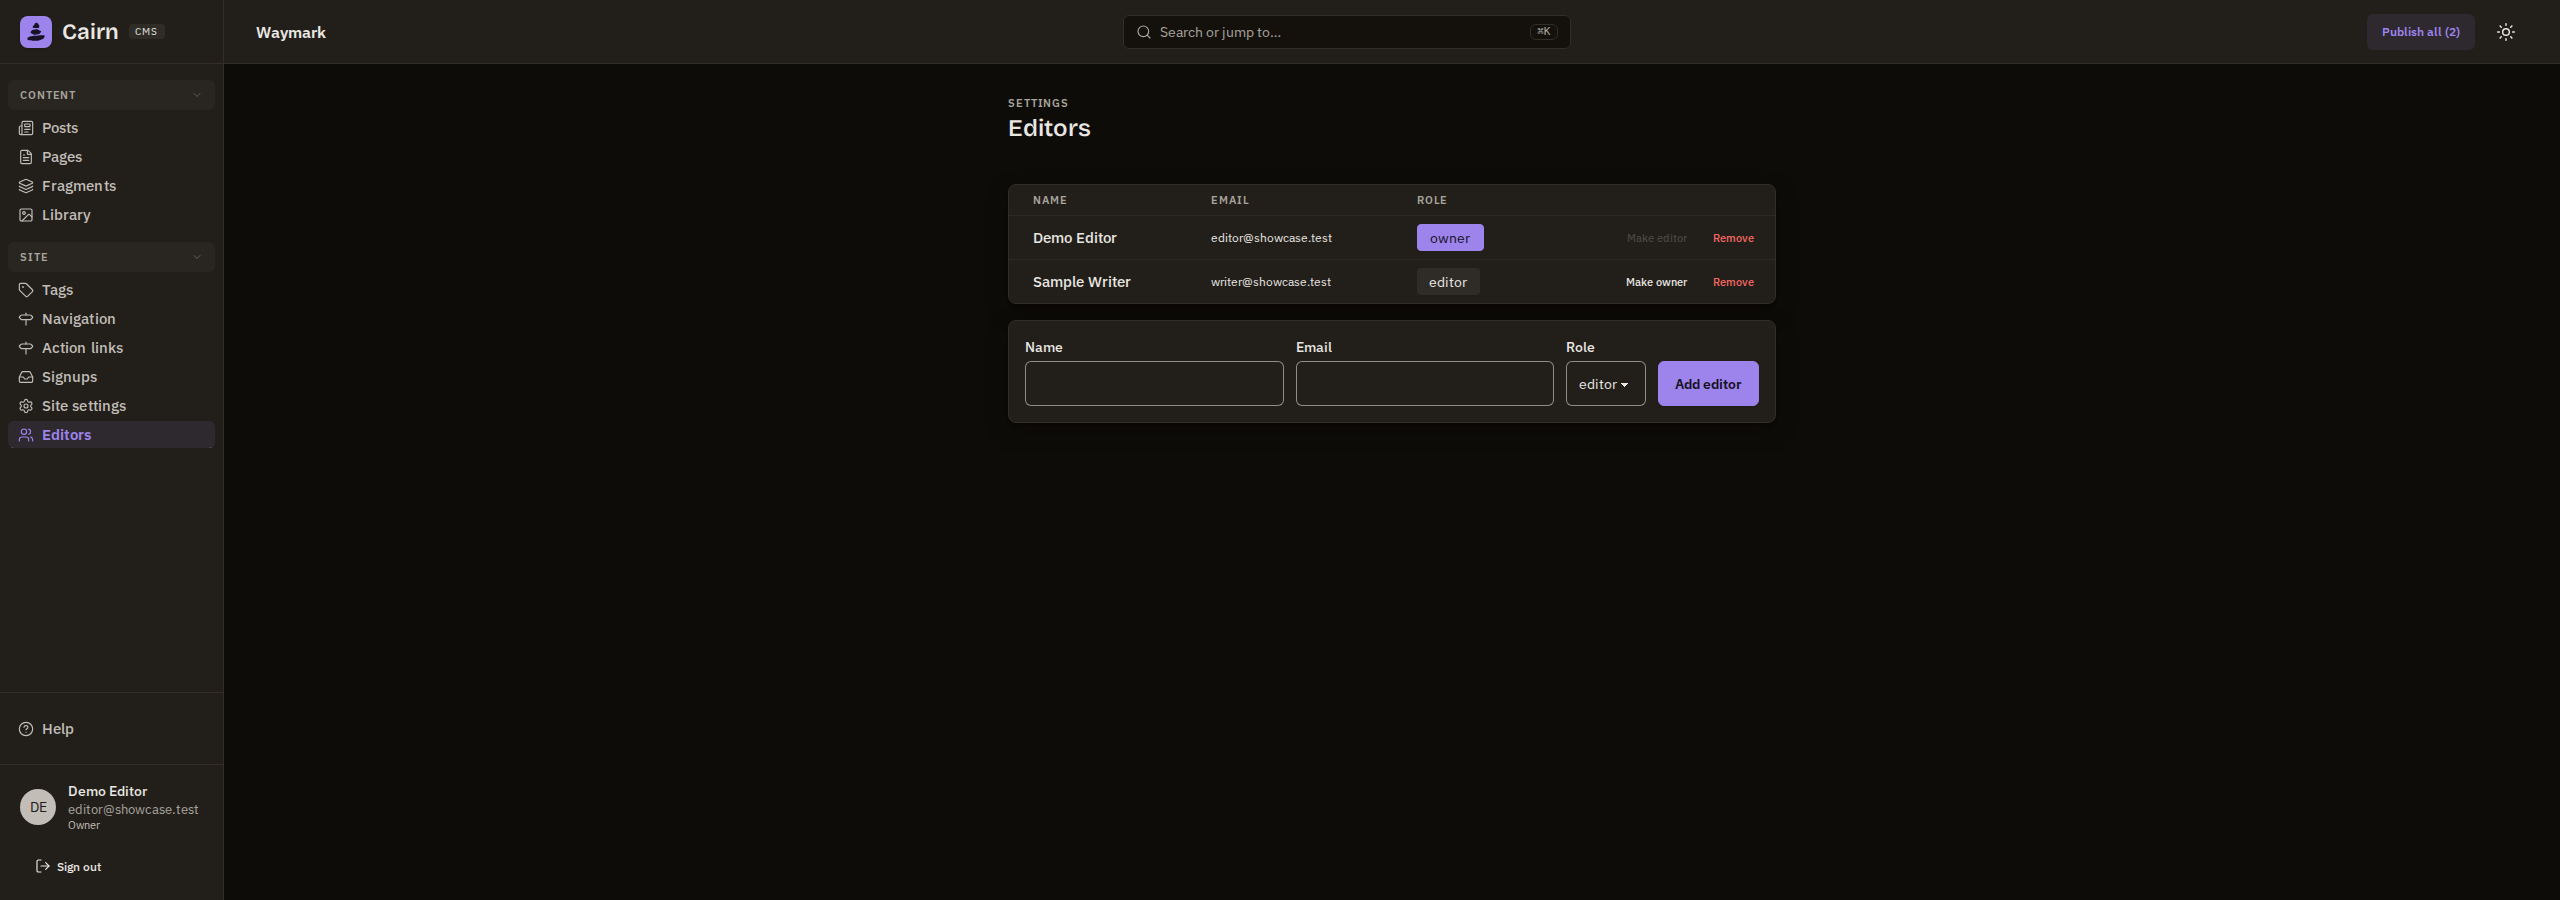 Cairn CMS
Waymark
Search or jump to... ⌘K
Publish all (2)
CONTENT
Posts
Pages
Fragments
Library
SITE
Tags
Navigation
Action links
Signups
Site settings
Editors
Help
DE
Demo Editor
editor@showcase.test
Owner
Sign out
SETTINGS
Editors
NAME EMAIL ROLE
Demo Editor editor@showcase.test owner Make editor Remove
Sample Writer writer@showcase.test editor Make owner Remove
Name Email Role
editor Add editor